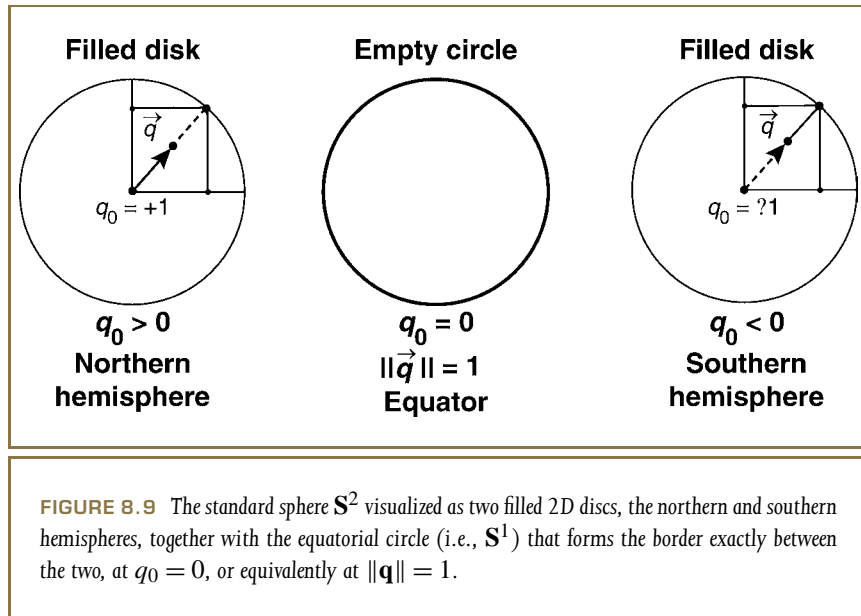 Filled disk
Empty circle
Filled disk
q⃗
q⃗
q₀ = +1
q₀ = ?1
q₀ > 0
q₀ = 0
q₀ < 0
Northern
||q⃗ || = 1
Southern
hemisphere
Equator
hemisphere
FIGURE 8.9 The standard sphere S² visualized as two filled 2D discs, the northern and southern
hemispheres, together with the equatorial circle (i.e., S¹) that forms the border exactly between
the two, at q₀ = 0, or equivalently at ‖q‖ = 1.